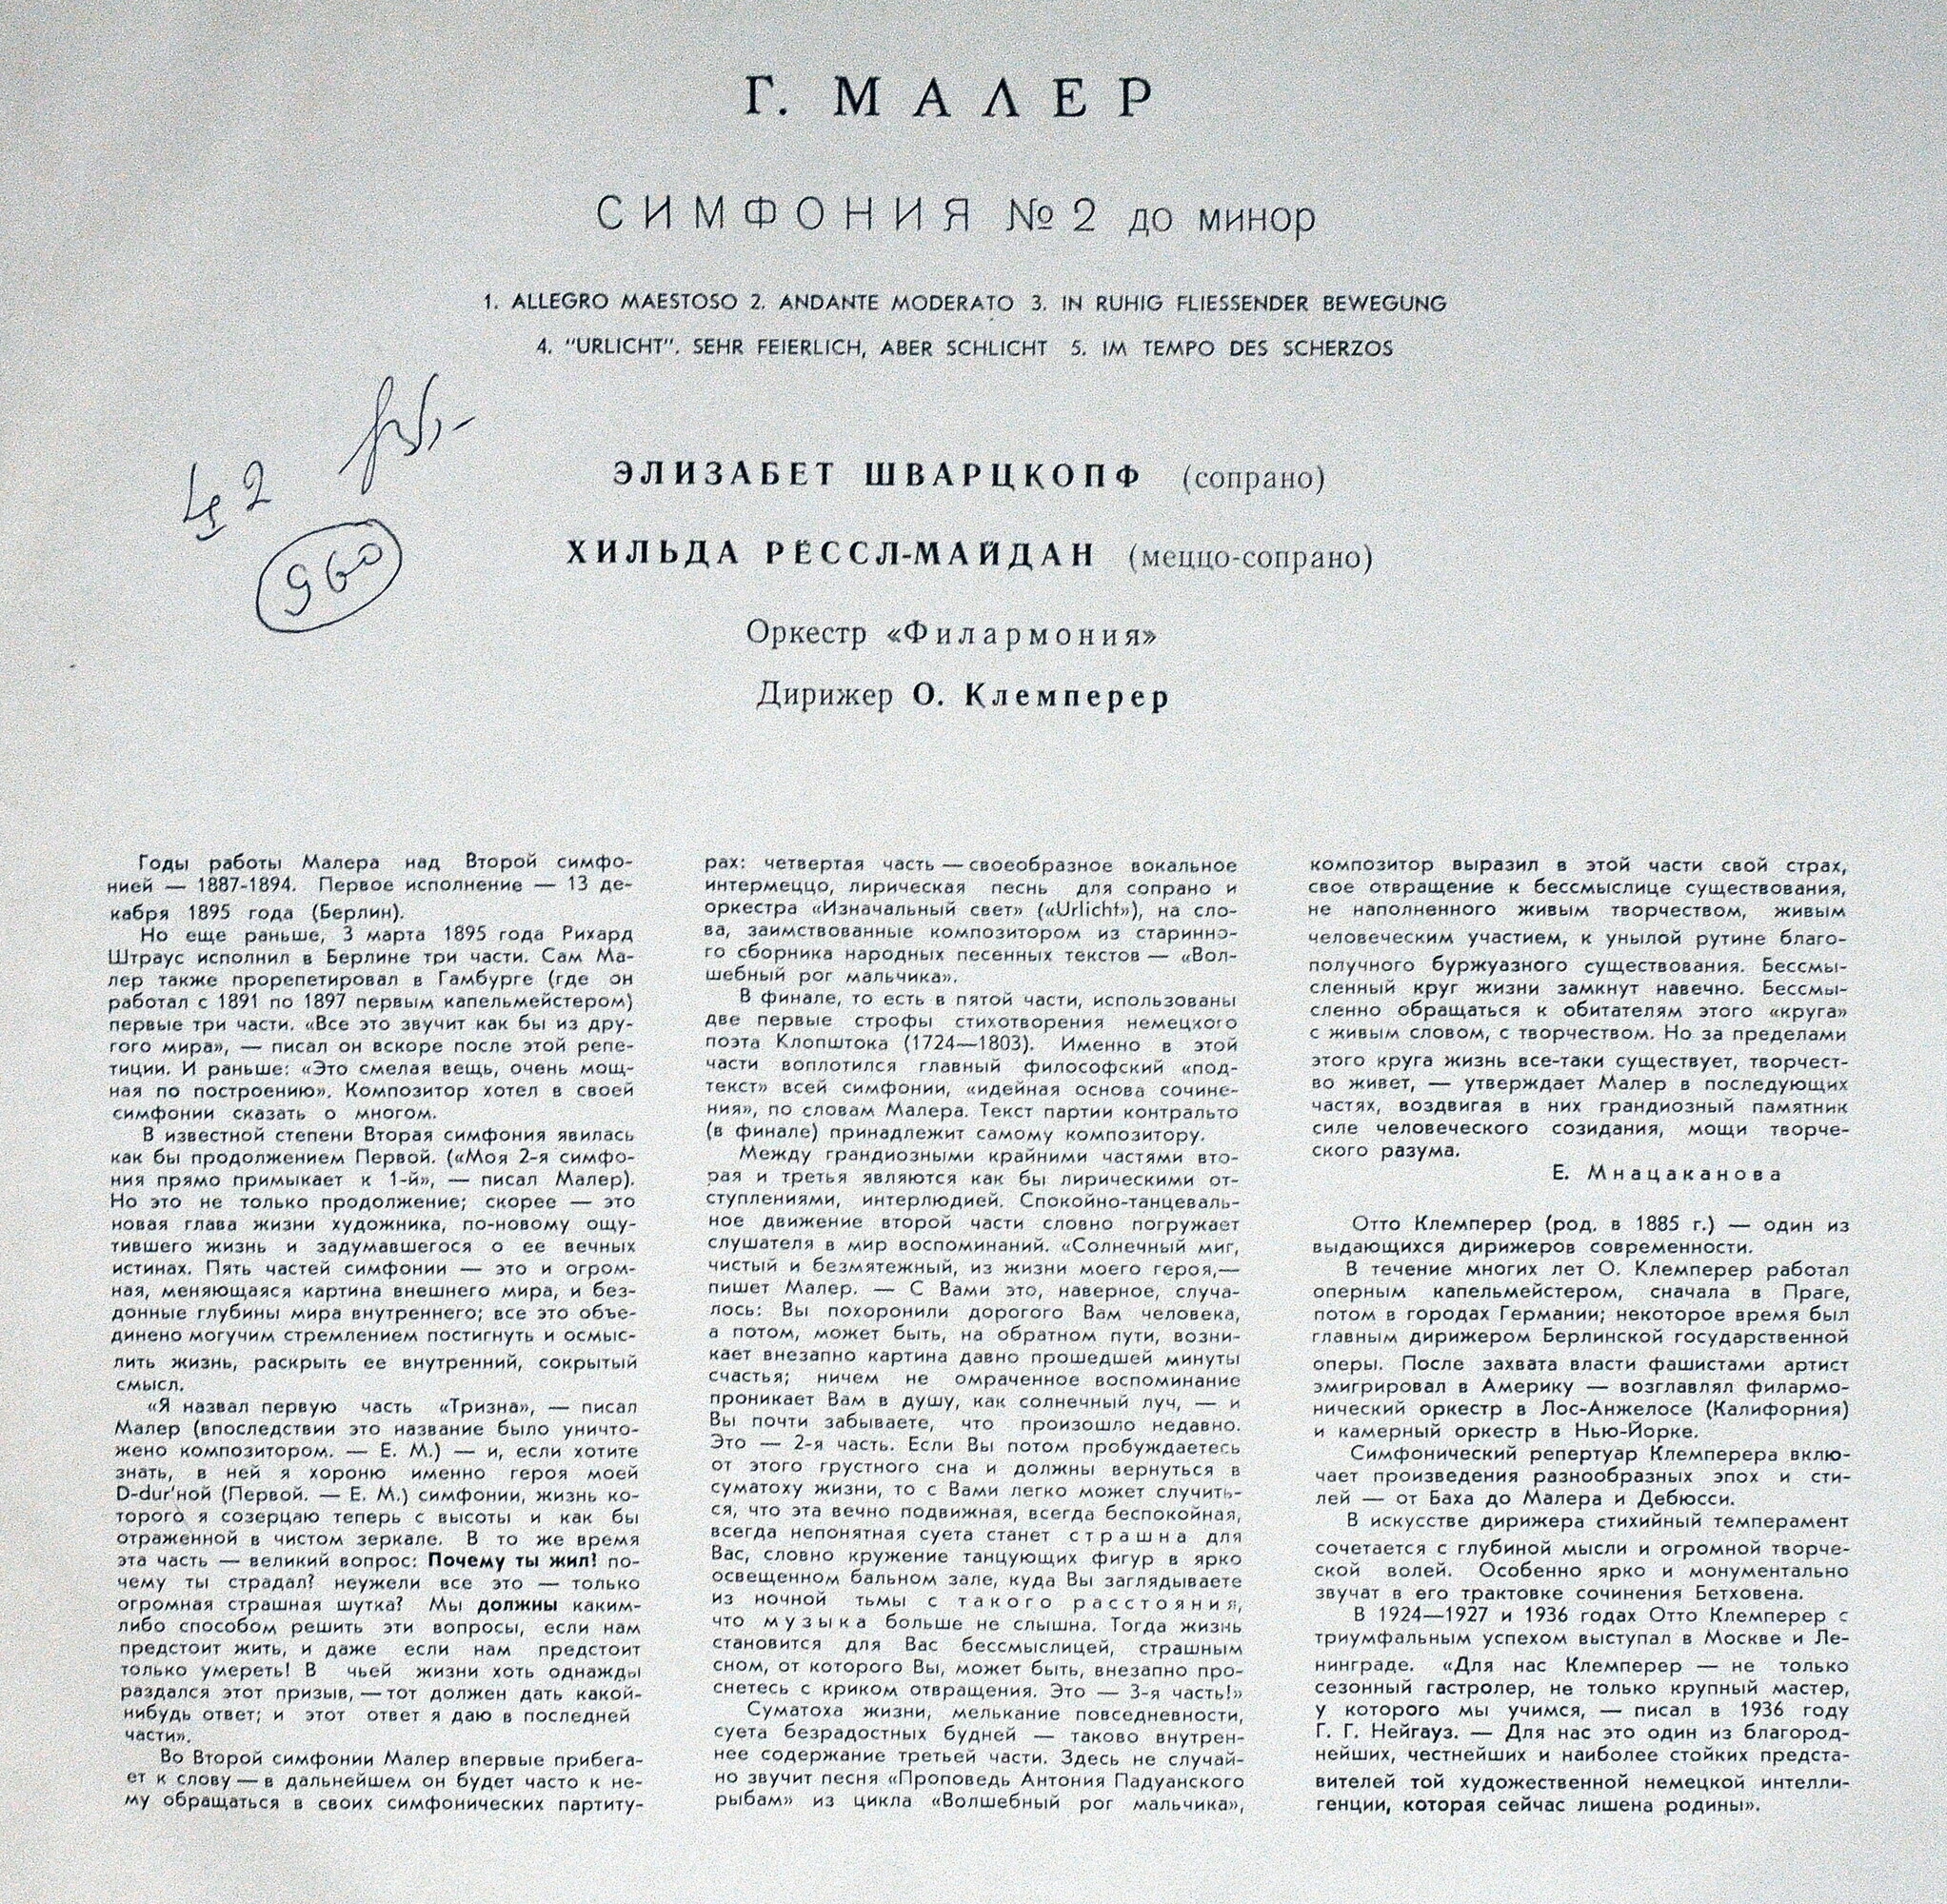 Г. МАЛЕР
СИМФОНИЯ №2 до минор
1. ALLEGRO MAESTOSO 2. ANDANTE MODERATO 3. IN RUHIG FLIESSENDER BEWEGUNG
4. "URLICHT". SEHR FEIERLICH, ABER SCHLICHT 5. IM TEMPO DES SCHERZOS
42
960
ЭЛИЗАБЕТ ШВАРЦКОПФ (сопрано)
ХИЛЬДА РЁССЛ-МАЙДАН (меццо-сопрано)
Оркестр «Филармония»
Дирижер О. Клемперер
Годы работы Малера над Второй симфо-
нией — 1887-1894. Первое исполнение — 13 де-
кабря 1895 года (Берлин).
Но еще раньше, 3 марта 1895 года Рихард
Штраус исполнил в Берлине три части. Сам Ма-
лер также прорепетировал в Гамбурге (где он
работал с 1891 по 1897 первым капельмейстером)
первые три части. «Все это звучит как бы из дру-
гого мира», — писал он вскоре после этой репе-
тиции. И раньше: «Это смелая вещь, очень мощ-
ная по построению». Композитор хотел в своей
симфонии сказать о многом.
В известной степени Вторая симфония явилась
как бы продолжением Первой. («Моя 2-я симфо-
ния прямо примыкает к 1-й», — писал Малер).
Но это не только продолжение; скорее — это
новая глава жизни художника, по-новому ощу-
тившего жизнь и задумавшегося о ее вечных
истинах. Пять частей симфонии — это и огром-
ная, меняющаяся картина внешнего мира, и без-
донные глубины мира внутреннего; все это объе-
динено могучим стремлением постигнуть и осмыс-
лить жизнь, раскрыть ее внутренний, сокрытый
смысл.
«Я назвал первую часть «Тризна», — писал
Малер (впоследствии это название было уничто-
жено композитором. — Е. М.) — и, если хотите
знать, в ней я хороню именно героя моей
D-dur'ной (Первой. — Е. М.) симфонии, жизнь ко-
торого я созерцаю теперь с высоты и как бы
отраженной в чистом зеркале. В то же время
эта часть — великий вопрос: Почему ты жил? по-
чему ты страдал? неужели все это — только
огромная страшная шутка? Мы должны каким-
либо способом решить эти вопросы, если нам
предстоит жить, и даже если нам предстоит
только умереть! В чьей жизни хоть однажды
раздался этот призыв, — тот должен дать какой-
нибудь ответ; и этот ответ я даю в последней
части».
Во Второй симфонии Малер впервые прибега-
ет к слову — в дальнейшем он будет часто к не-
му обращаться в своих симфонических партиту-
рах: четвертая часть — своеобразное вокальное
интермеццо, лирическая песнь для сопрано и
оркестра «Изначальный свет» («Urlicht»), на сло-
ва, заимствованные композитором из старинно-
го сборника народных песенных текстов — «Вол-
шебный рог мальчика».
В финале, то есть в пятой части, использованы
две первые строфы стихотворения немецкого
поэта Клопштока (1724—1803). Именно в этой
части воплотился главный философский «под-
текст» всей симфонии, «идейная основа сочине-
ния», по словам Малера. Текст партии контральто
(в финале) принадлежит самому композитору.
Между грандиозными крайними частями вто-
рая и третья являются как бы лирическими от-
ступлениями, интерлюдией. Спокойно-танцеваль-
ное движение второй части словно погружает
слушателя в мир воспоминаний. «Солнечный миг,
чистый и безмятежный, из жизни моего героя,—
пишет Малер. — С Вами это, наверное, случа-
лось: Вы похоронили дорогого Вам человека,
а потом, может быть, на обратном пути, возни-
кает внезапно картина давно прошедшей минуты
счастья; ничем не омраченное воспоминание
проникает Вам в душу, как солнечный луч, — и
Вы почти забываете, что произошло недавно.
Это — 2-я часть. Если Вы потом пробуждаетесь
от этого грустного сна и должны вернуться в
суматоху жизни, то с Вами легко может случить-
ся, что эта вечно подвижная, всегда беспокойная,
всегда непонятная суета станет страшна для
Вас, словно кружение танцующих фигур в ярко
освещенном бальном зале, куда Вы заглядываете
из ночной тьмы с такого расстояния,
что музыка больше не слышна. Тогда жизнь
становится для Вас бессмыслицей, страшным
сном, от которого Вы, может быть, внезапно про-
снетесь с криком отвращения. Это — 3-я часть!»
Суматоха жизни, мелькание повседневности,
суета безрадостных будней — таково внутрен-
нее содержание третьей части. Здесь не случай-
но звучит песня «Проповедь Антония Падуанского
рыбам» из цикла «Волшебный рог мальчика»,
композитор выразил в этой части свой страх,
свое отвращение к бессмыслице существования,
не наполненного живым творчеством, живым
человеческим участием, к унылой рутине благо-
получного буржуазного существования. Бессмы-
сленный круг жизни замкнут навечно. Бессмы-
сленно обращаться к обитателям этого «круга»
с живым словом, с творчеством. Но за пределами
этого круга жизнь все-таки существует, творчест-
во живет, — утверждает Малер в последующих
частях, воздвигая в них грандиозный памятник
силе человеческого созидания, мощи творче-
ского разума.
Е. Мнацаканова
Отто Клемперер (род. в 1885 г.) — один из
выдающихся дирижеров современности.
В течение многих лет О. Клемперер работал
оперным капельмейстером, сначала в Праге,
потом в городах Германии; некоторое время был
главным дирижером Берлинской государственной
оперы. После захвата власти фашистами артист
эмигрировал в Америку — возглавлял филармо-
нический оркестр в Лос-Анжелосе (Калифорния)
и камерный оркестр в Нью-Йорке.
Симфонический репертуар Клемперера вклю-
чает произведения разнообразных эпох и сти-
лей — от Баха до Малера и Дебюсси.
В искусстве дирижера стихийный темперамент
сочетается с глубиной мысли и огромной творче-
ской волей. Особенно ярко и монументально
звучат в его трактовке сочинения Бетховена.
В 1924—1927 и 1936 годах Отто Клемперер с
триумфальным успехом выступал в Москве и Ле-
нинграде. «Для нас Клемперер — не только
сезонный гастролер, не только крупный мастер,
у которого мы учимся, — писал в 1936 году
Г. Г. Нейгауз. — Для нас это один из благород-
нейших, честнейших и наиболее стойких предста-
вителей той художественной немецкой интелли-
генции, которая сейчас лишена родины».